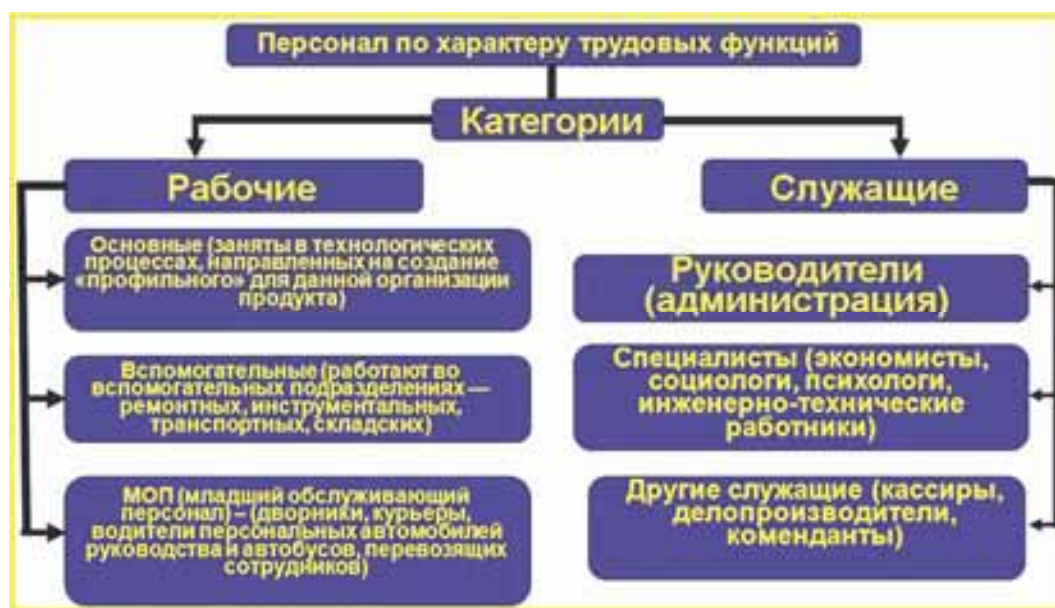 Персонал по характеру трудовых функций
Категории
Рабочие
Основные (заняты в технологических
процессах, направленных на создание
«профильного» для данной организации
продукта)
Вспомогательные (работают во
вспомогательных подразделениях —
ремонтных, инструментальных,
транспортных, складских)
МОП (младший обслуживающий
персонал) – (дворники, курьеры,
водители персональных автомобилей
руководства и автобусов, перевозящих
сотрудников)
Служащие
Руководители
(администрация)
Специалисты (экономисты,
социологи, психологи,
инженерно-технические
работники)
Другие служащие (кассиры,
делопроизводители,
коменданты)